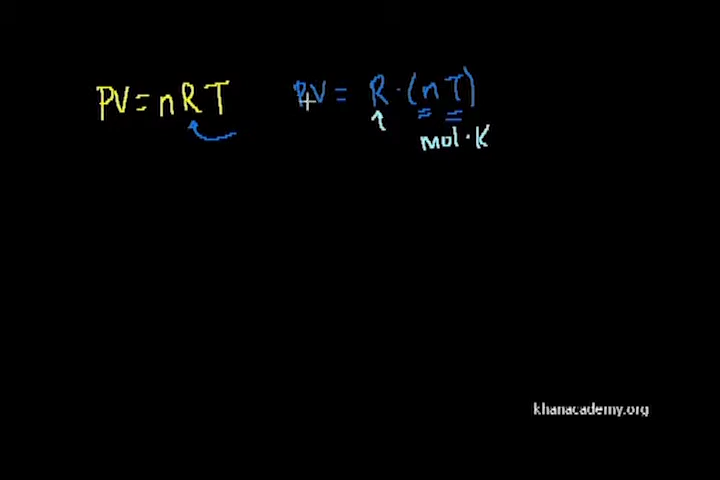 PV = nRT
PV = R · (nT)
mol · K
khanacademy.org